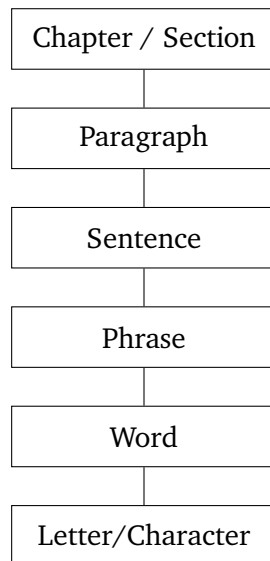 Chapter / Section
Paragraph
Sentence
Phrase
Word
Letter/Character